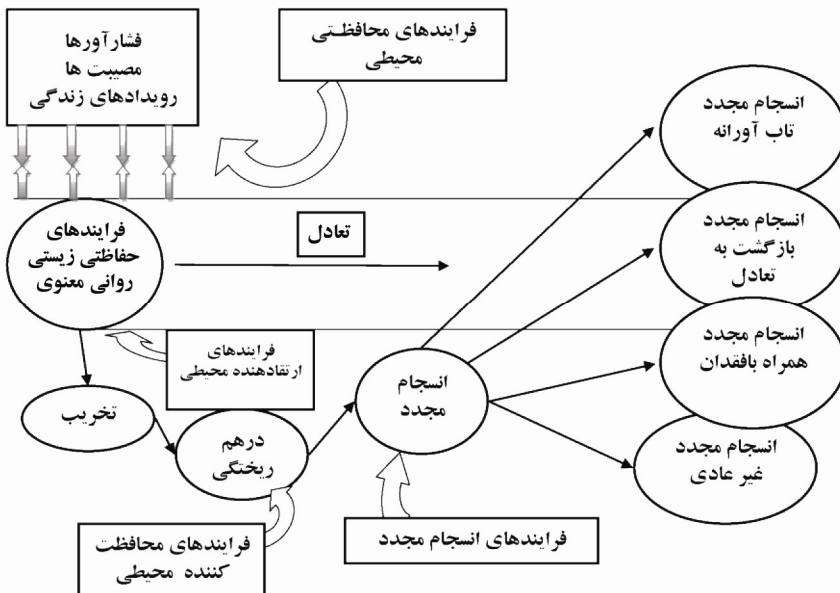 فشارآورها
مصیبت ها
رویدادهای زندگی
فرایندهای محافظـتی
محیطی
انسجام مجدد
تاب آورانه
فرایندهای
حفاظتی زیستی
روانی معنوی
تعادل
انسجام مجدد
بازگشت به
تعادل
فرایندهای
ارتقادهنده محیطی
انسجام
مجدد
انسجام مجدد
همراه بافقدان
تخریب
درهم
ریختگی
انسجام مجدد
غیر عادی
فرایندهای محافظت
کننده محیطی
فرایندهای انسجام مجدد